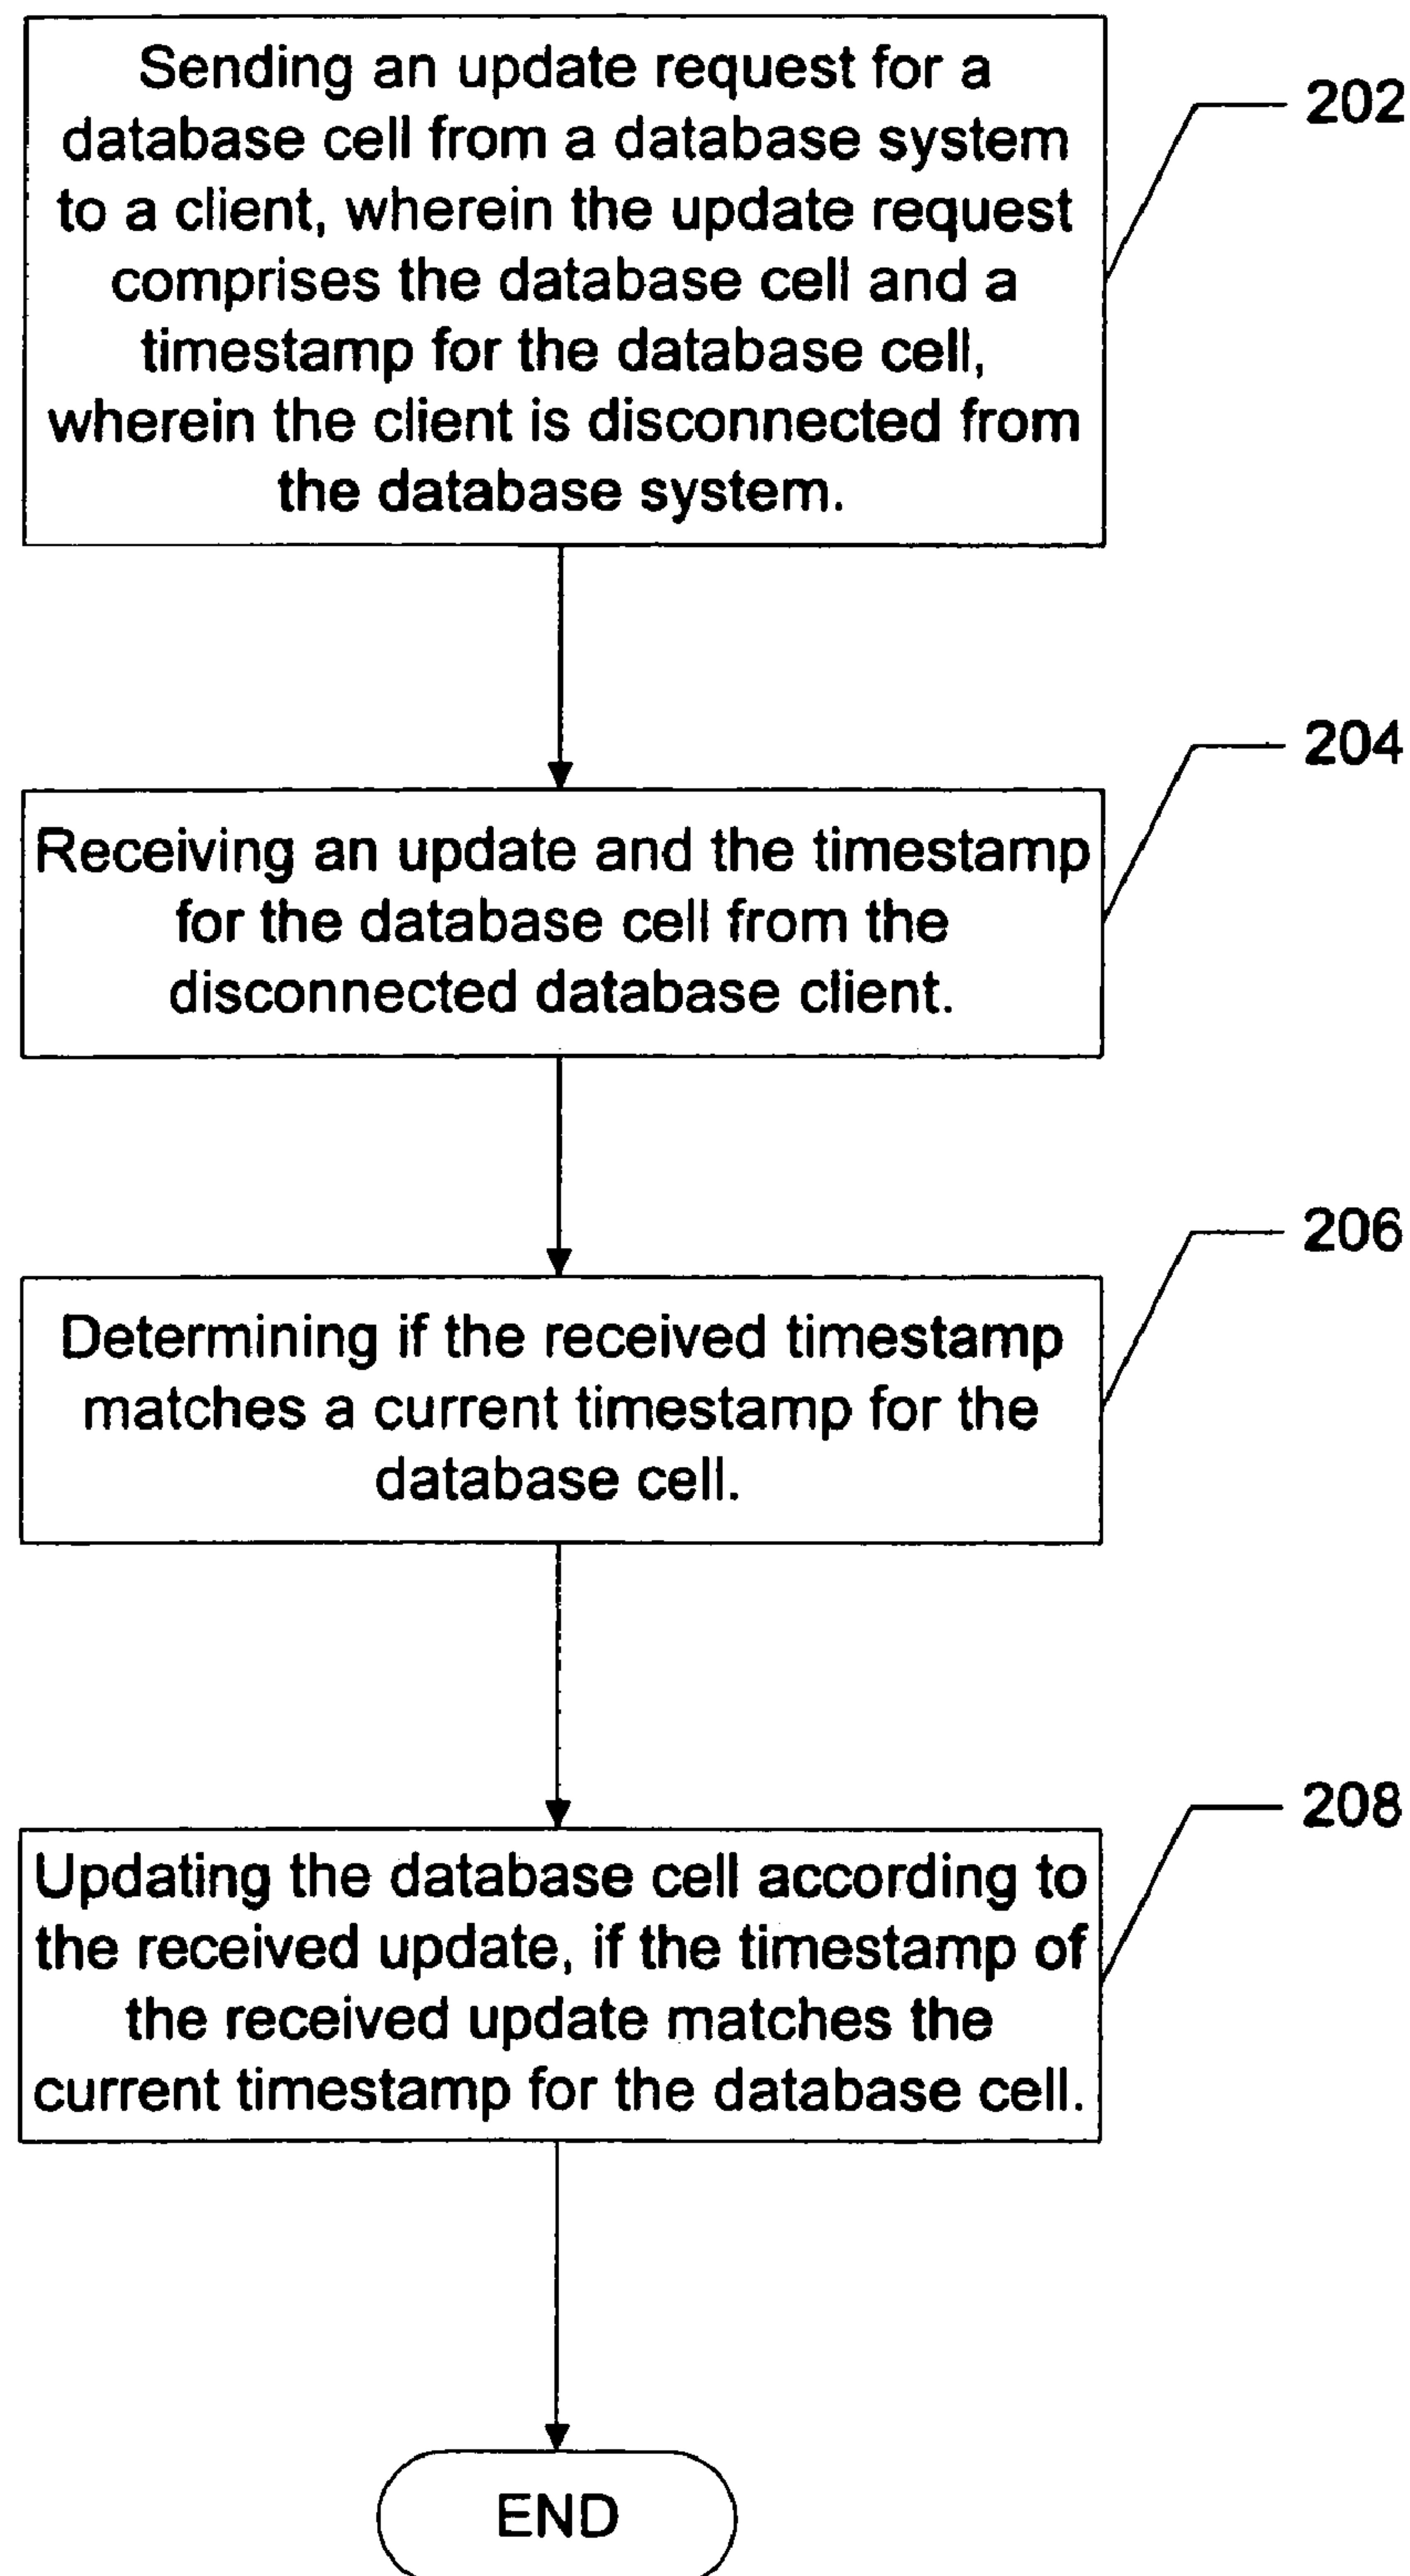 Sending an update request for a
database cell from a database system
to a client, wherein the update request
comprises the database cell and a
timestamp for the database cell,
wherein the client is disconnected from
the database system.
202
Receiving an update and the timestamp
for the database cell from the
disconnected database client.
204
Determining if the received timestamp
matches a current timestamp for the
database cell.
206
Updating the database cell according to
the received update, if the timestamp of
the received update matches the
current timestamp for the database cell.
208
END